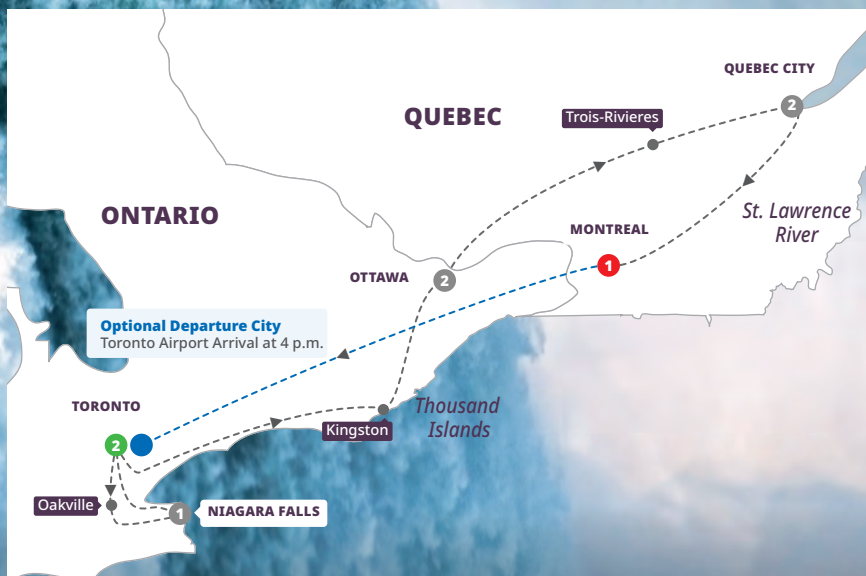 QUEBEC CITY
2
QUEBEC
Trois-Rivieres
ONTARIO
St. Lawrence
River
MONTREAL
1
OTTAWA
2
Optional Departure City
Toronto Airport Arrival at 4 p.m.
TORONTO
2
Thousand
Islands
Kingston
Oakville
1
NIAGARA FALLS